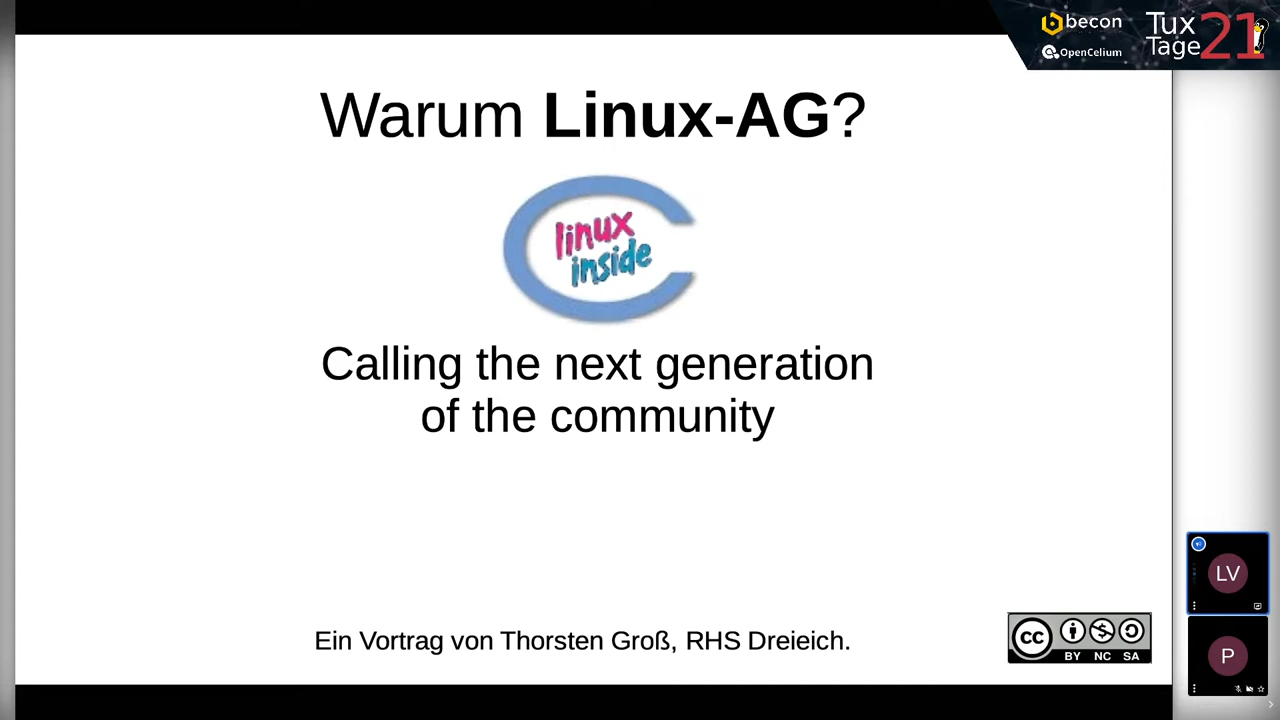 becon
OpenCelium
Tux
Tage
21
Warum Linux-AG?
linux
inside
Calling the next generation
of the community
Ein Vortrag von Thorsten Groß, RHS Dreieich.
cc
BY NC SA
LV
P